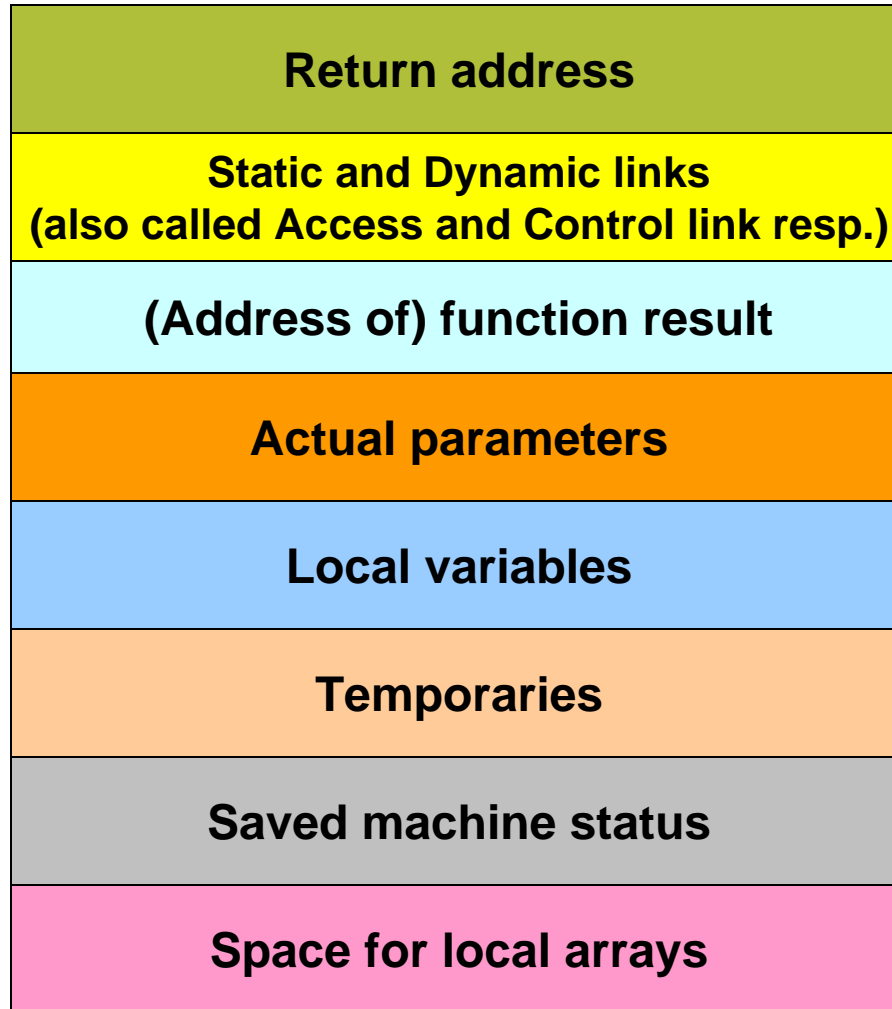 Return address
Static and Dynamic links
(also called Access and Control link resp.)
(Address of) function result
Actual parameters
Local variables
Temporaries
Saved machine status
Space for local arrays